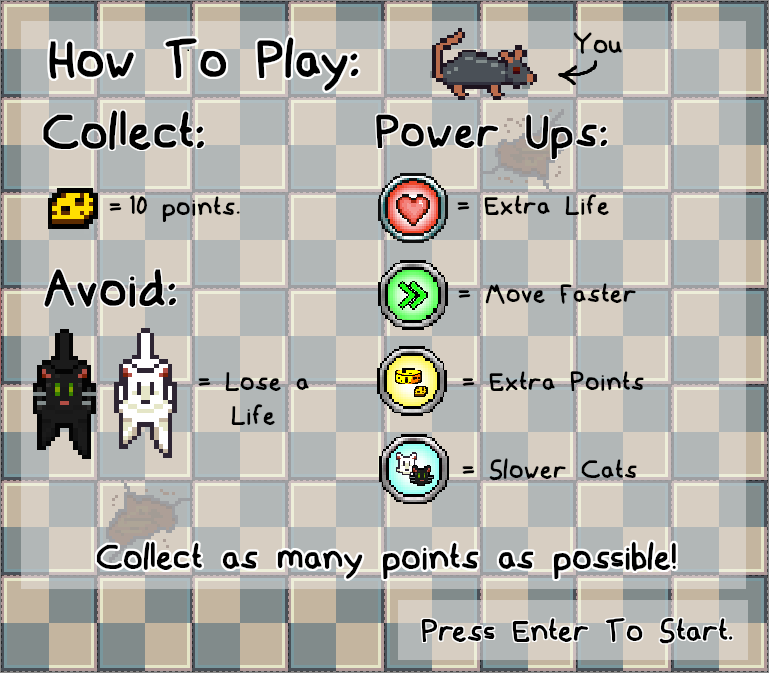 How To Play:
You
Collect:
= 10 points.
Avoid:
= Lose a
Life
Power Ups:
= Extra Life
= Move Faster
= Extra Points
= Slower Cats
Collect as many points as possible!
Press Enter To Start.